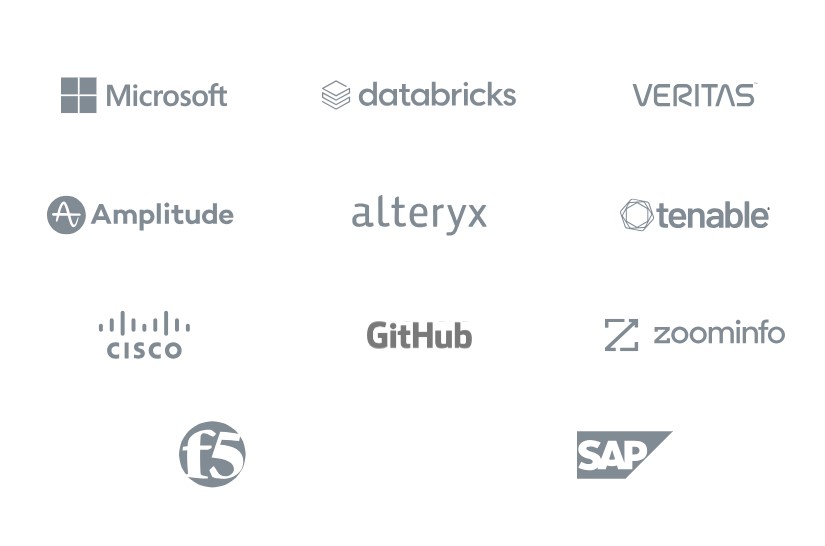 Microsoft
databricks
VERITAS
Amplitude
alteryx
tenable
CISCO
GitHub
zoominfo
f5
SAP